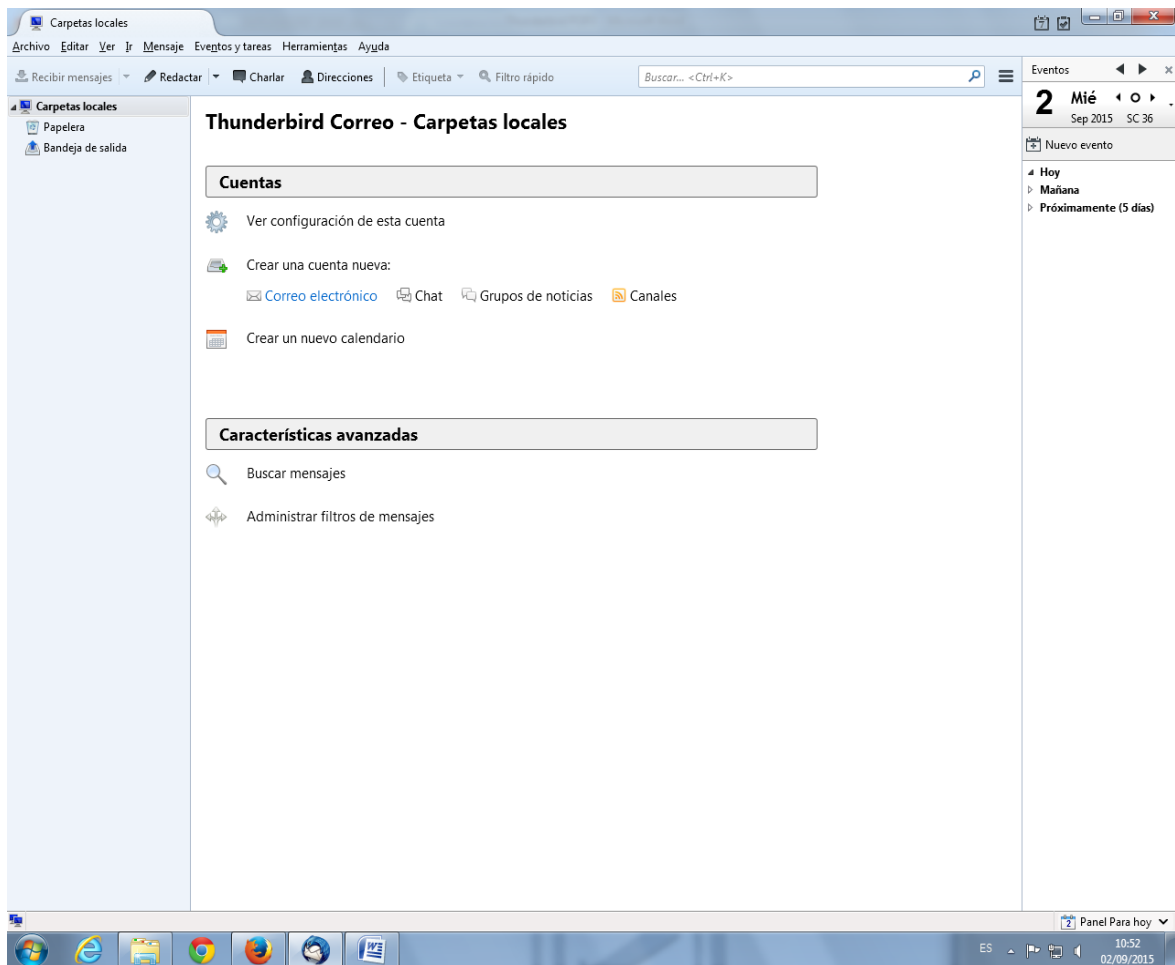 Carpetas locales
7
Archivo Editar Ver Ir Mensaje Eventos y tareas Herramientas Ayuda
Recibir mensajes Redactar Charlar Direcciones Etiqueta Filtro rápido Buscar... <Ctrl+K>
Carpetas locales
Papelera
Bandeja de salida
Thunderbird Correo - Carpetas locales
Cuentas
Ver configuración de esta cuenta
Crear una cuenta nueva:
Correo electrónico Chat Grupos de noticias Canales
Crear un nuevo calendario
Características avanzadas
Buscar mensajes
Administrar filtros de mensajes
Eventos
2 Mié
Sep 2015 SC 36
Nuevo evento
Hoy
Mañana
Próximamente (5 días)
2 Panel Para hoy
ES 10:52
02/09/2015